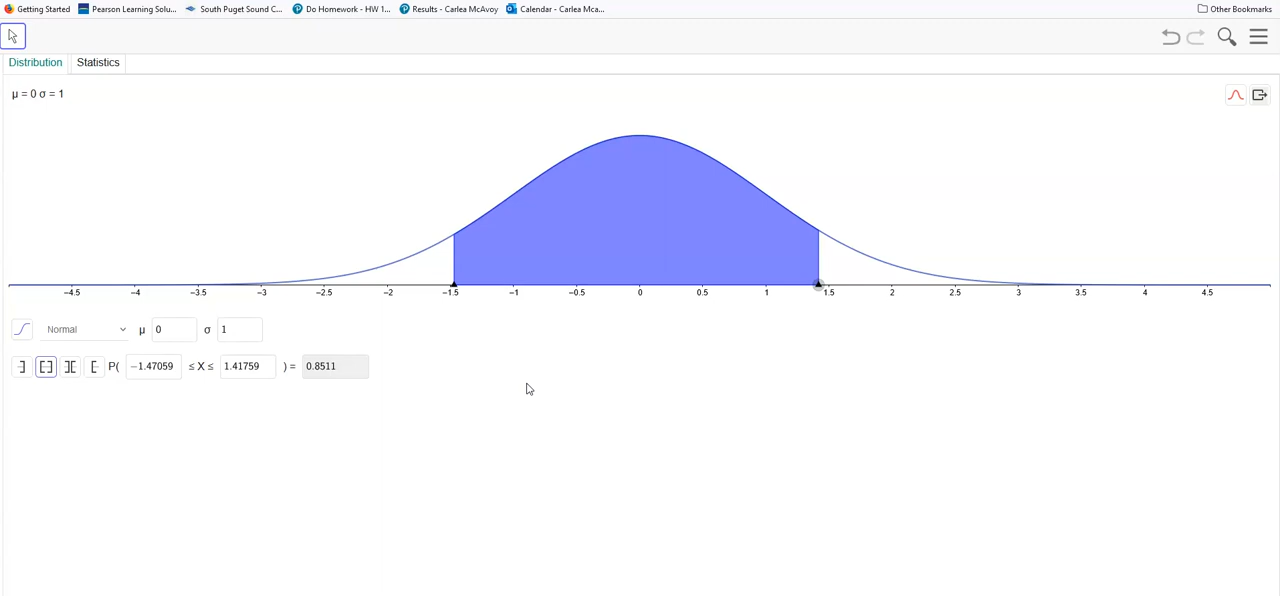 Getting Started Pearson Learning Solu... South Puget Sound C... Do Homework - HW 1... Results - Carlea McAvoy Calendar - Carlea Mca... Other Bookmarks
Distribution Statistics
μ = 0 σ = 1
−4.5 −4 −3.5 −3 −2.5 −2 −1.5 −1 −0.5 0 0.5 1 1.5 2 2.5 3 3.5 4 4.5
Normal μ 0 σ 1
P( −1.47059 ≤ X ≤ 1.41759 ) = 0.8511